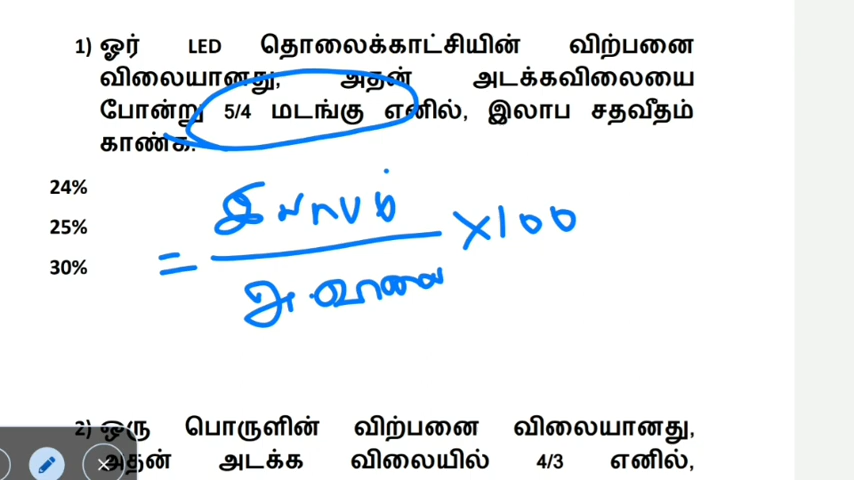 1) ஓர் LED தொலைக்காட்சியின் விற்பனை
விலையானது, அதன் அடக்கவிலையை
போன்று 5/4 மடங்கு எனில், இலாப சதவீதம்
காண்க.
24%
25%
30%
= இலாபம் ×100
அ.விலை
2) ஒரு பொருளின் விற்பனை விலையானது,
அதன் அடக்க விலையில் 4/3 எனில்,